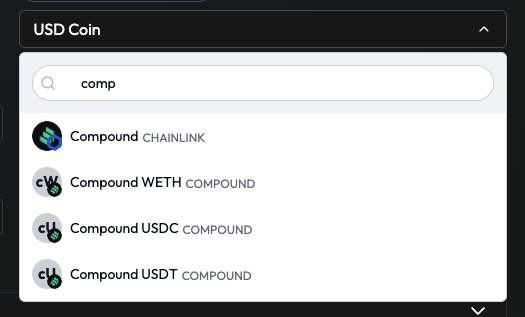 USD Coin
comp
Compound CHAINLINK
cW Compound WETH COMPOUND
cU Compound USDC COMPOUND
cU Compound USDT COMPOUND